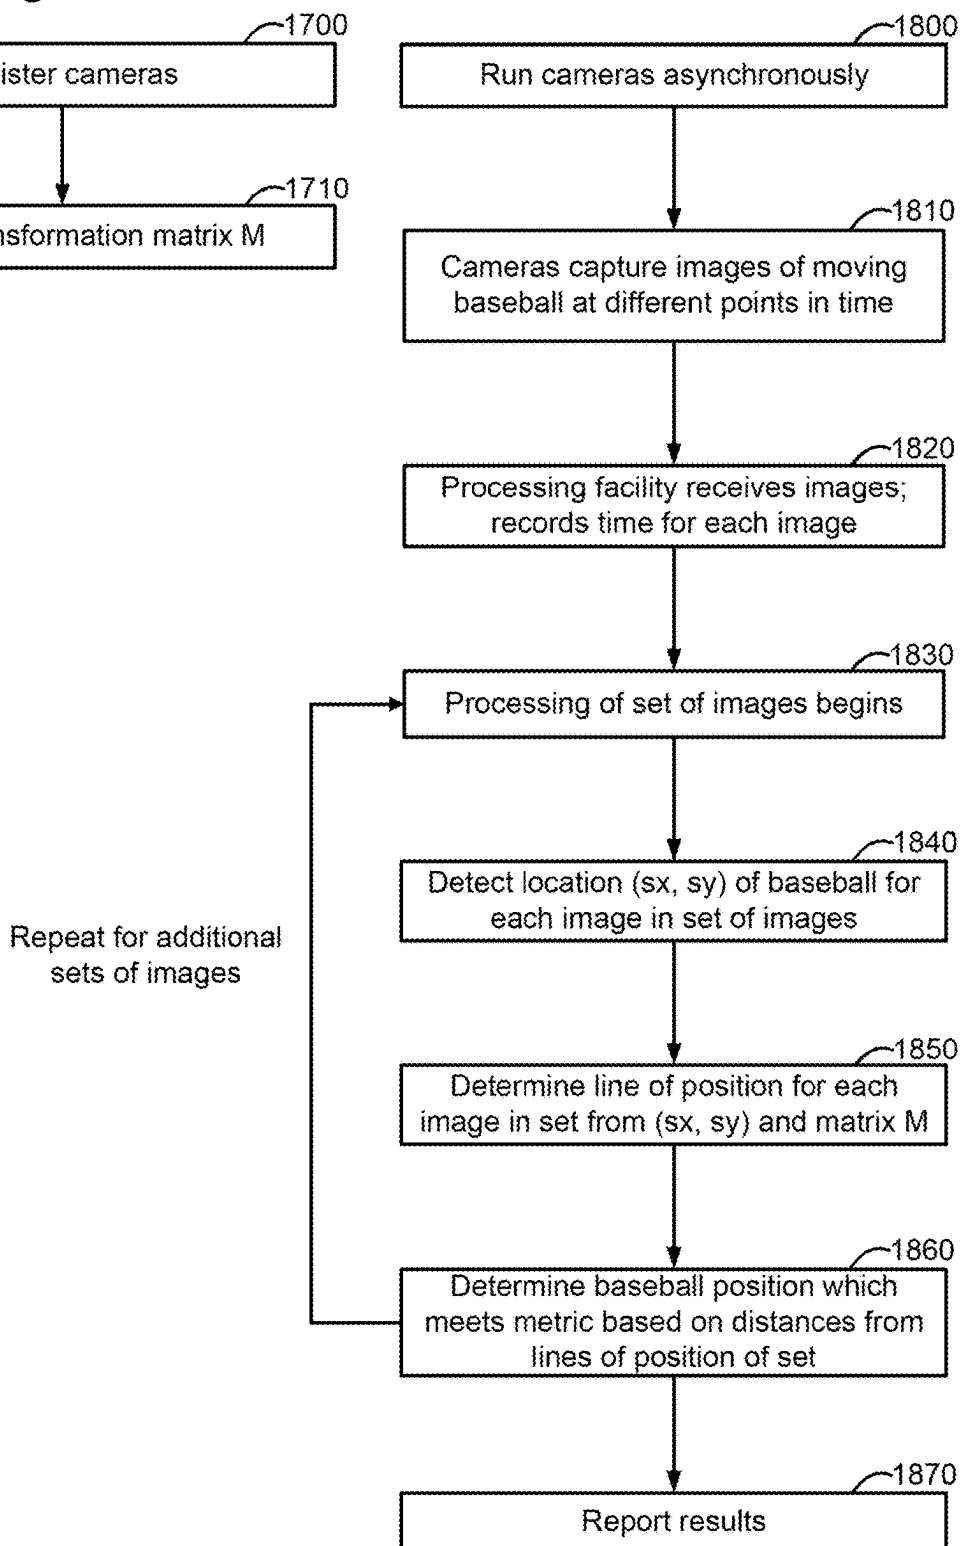 1700
ister cameras
1710
nsformation matrix M
1800
Run cameras asynchronously
1810
Cameras capture images of moving
baseball at different points in time
1820
Processing facility receives images;
records time for each image
1830
Processing of set of images begins
1840
Detect location (sx, sy) of baseball for
each image in set of images
Repeat for additional
sets of images
1850
Determine line of position for each
image in set from (sx, sy) and matrix M
1860
Determine baseball position which
meets metric based on distances from
lines of position of set
1870
Report results